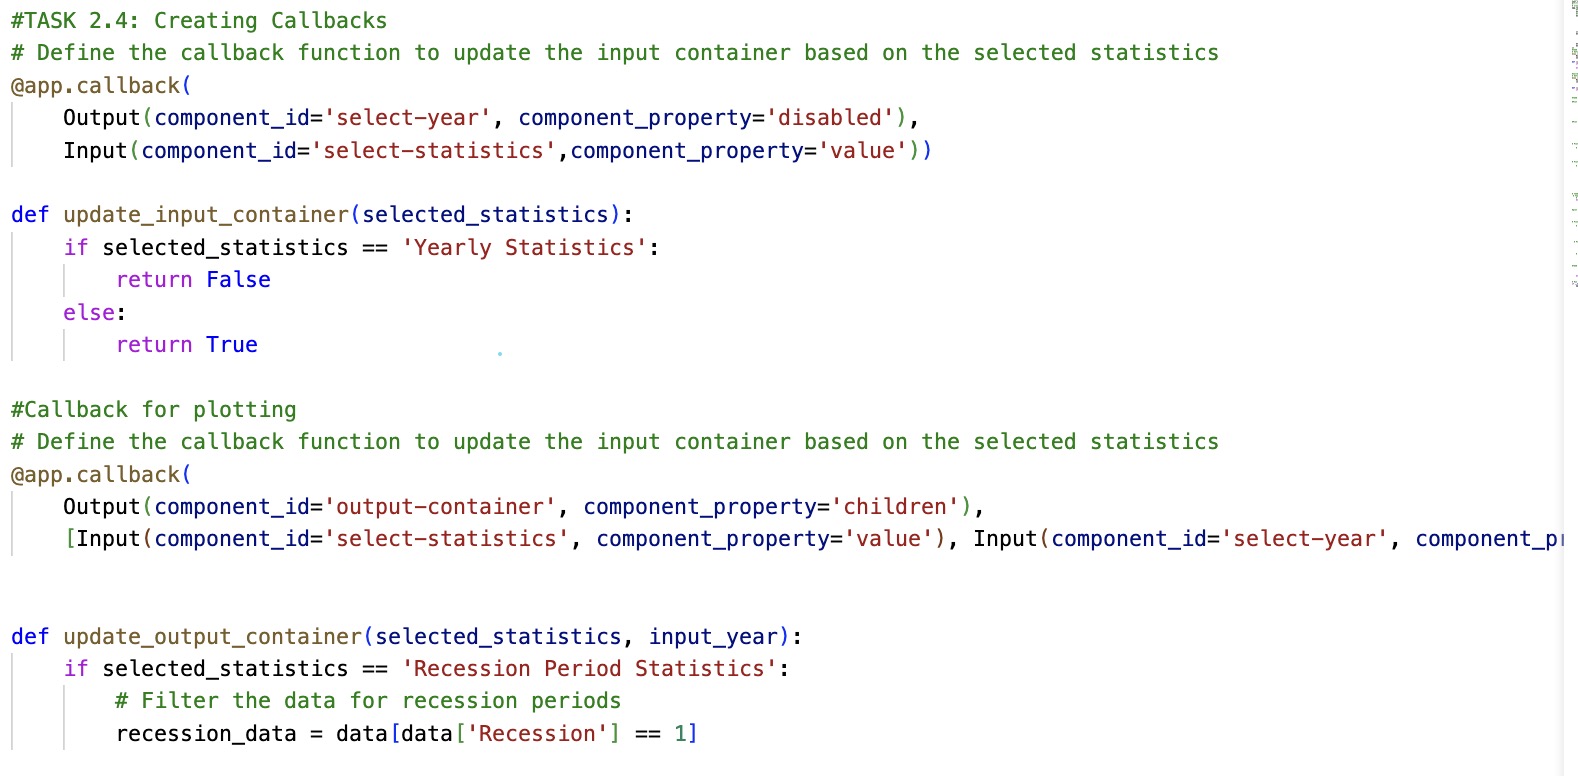 #TASK 2.4: Creating Callbacks
# Define the callback function to update the input container based on the selected statistics
@app.callback(
    Output(component_id='select-year', component_property='disabled'),
    Input(component_id='select-statistics',component_property='value'))

def update_input_container(selected_statistics):
    if selected_statistics == 'Yearly Statistics':
        return False
    else:
        return True

#Callback for plotting
# Define the callback function to update the input container based on the selected statistics
@app.callback(
    Output(component_id='output-container', component_property='children'),
    [Input(component_id='select-statistics', component_property='value'), Input(component_id='select-year', component_p

def update_output_container(selected_statistics, input_year):
    if selected_statistics == 'Recession Period Statistics':
        # Filter the data for recession periods
        recession_data = data[data['Recession'] == 1]